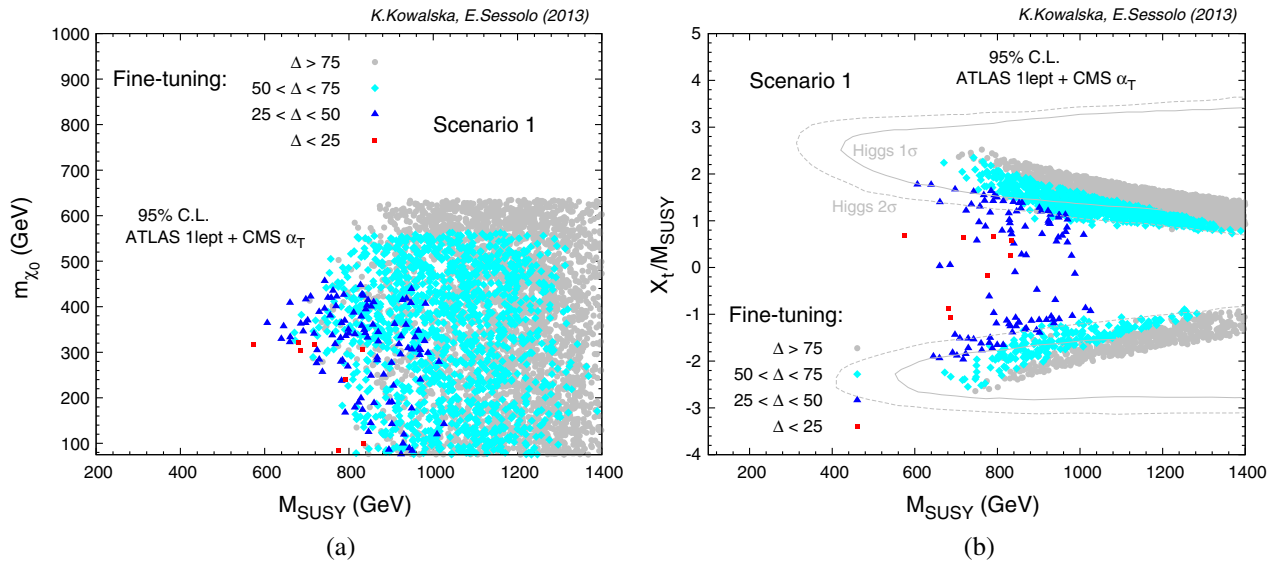 K.Kowalska, E.Sessolo (2013)
1000
900
800
700
600
500
400
300
200
100
m_χ0 (GeV)
Fine-tuning:
Δ > 75
50 < Δ < 75
25 < Δ < 50
Δ < 25
Scenario 1
95% C.L.
ATLAS 1lept + CMS α_T
200 400 600 800 1000 1200 1400
M_SUSY (GeV)
(a)
K.Kowalska, E.Sessolo (2013)
5
4
3
2
1
0
-1
-2
-3
-4
X_t/M_SUSY
95% C.L.
Scenario 1
ATLAS 1lept + CMS α_T
Higgs 1σ
Higgs 2σ
Fine-tuning:
Δ > 75
50 < Δ < 75
25 < Δ < 50
Δ < 25
200 400 600 800 1000 1200 1400
M_SUSY (GeV)
(b)